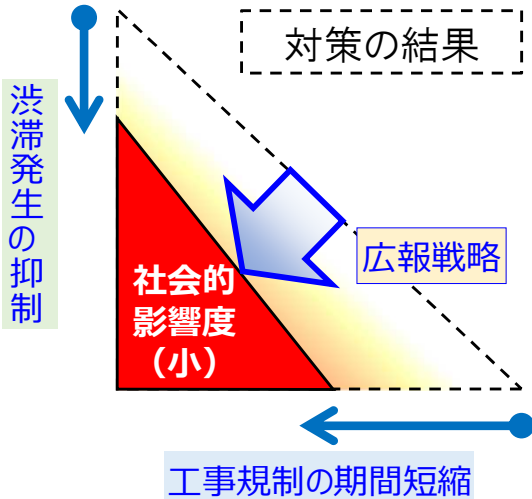 対策の結果
渋滞発生の抑制
広報戦略
社会的
影響度
（小）
工事規制の期間短縮